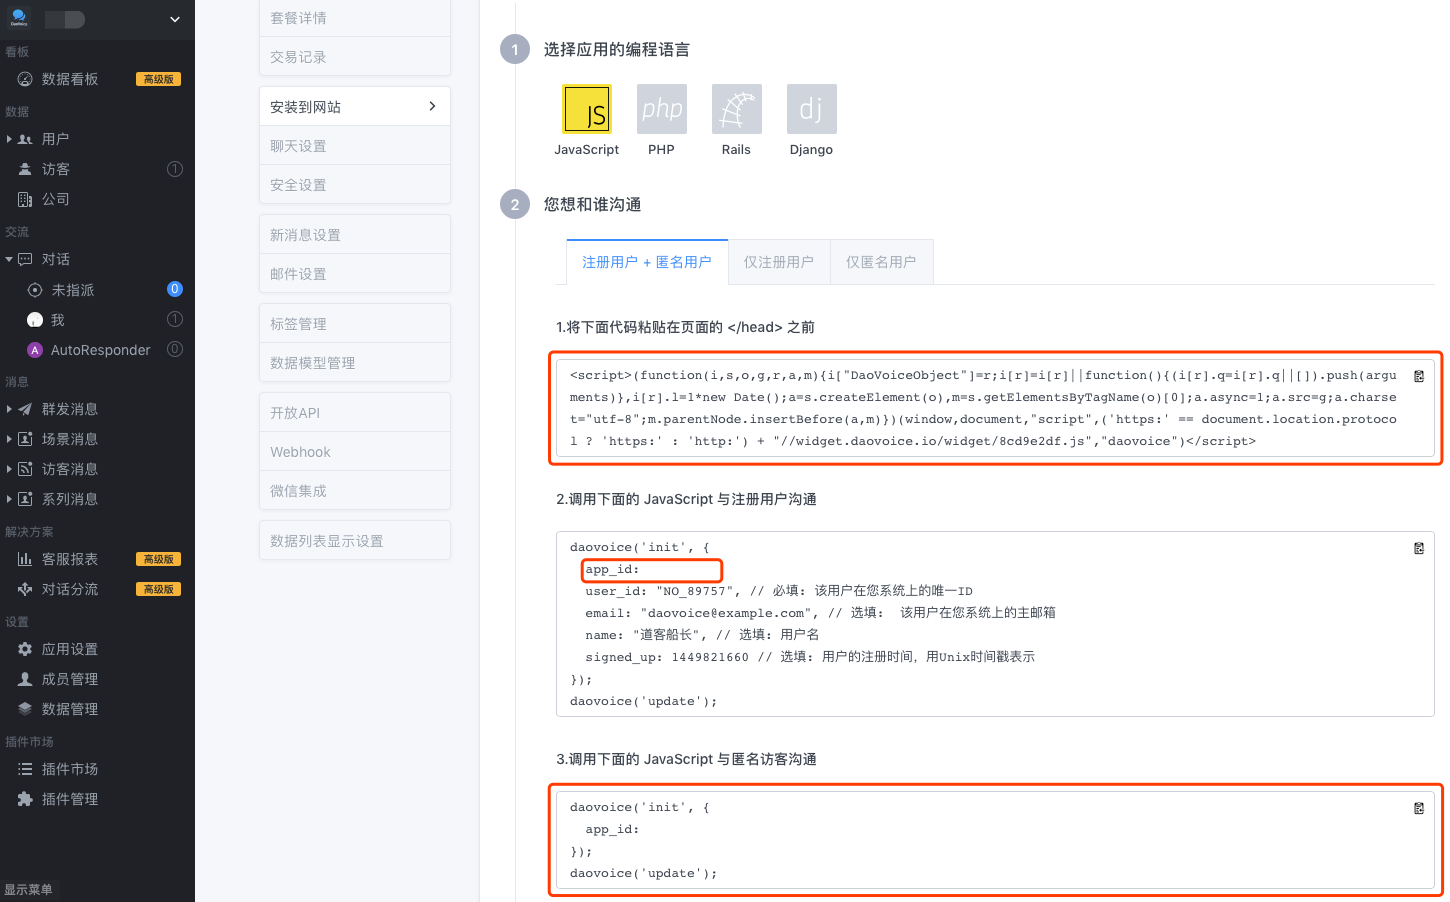 DaoVoice
看板
数据看板 高级版
数据
用户
访客 1
公司
交流
对话
未指派 0
我 1
A AutoResponder 0
消息
群发消息
场景消息
访客消息
系列消息
解决方案
客服报表 高级版
对话分流 高级版
设置
应用设置
成员管理
数据管理
插件市场
插件市场
插件管理
显示菜单
套餐详情
交易记录
安装到网站
聊天设置
安全设置
新消息设置
邮件设置
标签管理
数据模型管理
开放API
Webhook
微信集成
数据列表显示设置
1 选择应用的编程语言
JS php dj
JavaScript PHP Rails Django
2 您想和谁沟通
注册用户 + 匿名用户 仅注册用户 仅匿名用户
1.将下面代码粘贴在页面的 </head> 之前
<script>(function(i,s,o,g,r,a,m){i["DaoVoiceObject"]=r;i[r]=i[r]||function(){(i[r].q=i[r].q||[]).push(argu
ments)},i[r].l=1*new Date();a=s.createElement(o),m=s.getElementsByTagName(o)[0];a.async=1;a.src=g;a.charse
t="utf-8";m.parentNode.insertBefore(a,m)})(window,document,"script",('https:' == document.location.protoco
l ? 'https:' : 'http:') + "//widget.daovoice.io/widget/8cd9e2df.js","daovoice")</script>
2.调用下面的 JavaScript 与注册用户沟通
daovoice('init', {
app_id:
user_id: "NO_89757", // 必填: 该用户在您系统上的唯一ID
email: "daovoice@example.com", // 选填: 该用户在您系统上的主邮箱
name: "道客船长", // 选填: 用户名
signed_up: 1449821660 // 选填: 用户的注册时间，用Unix时间戳表示
});
daovoice('update');
3.调用下面的 JavaScript 与匿名访客沟通
daovoice('init', {
app_id:
});
daovoice('update');